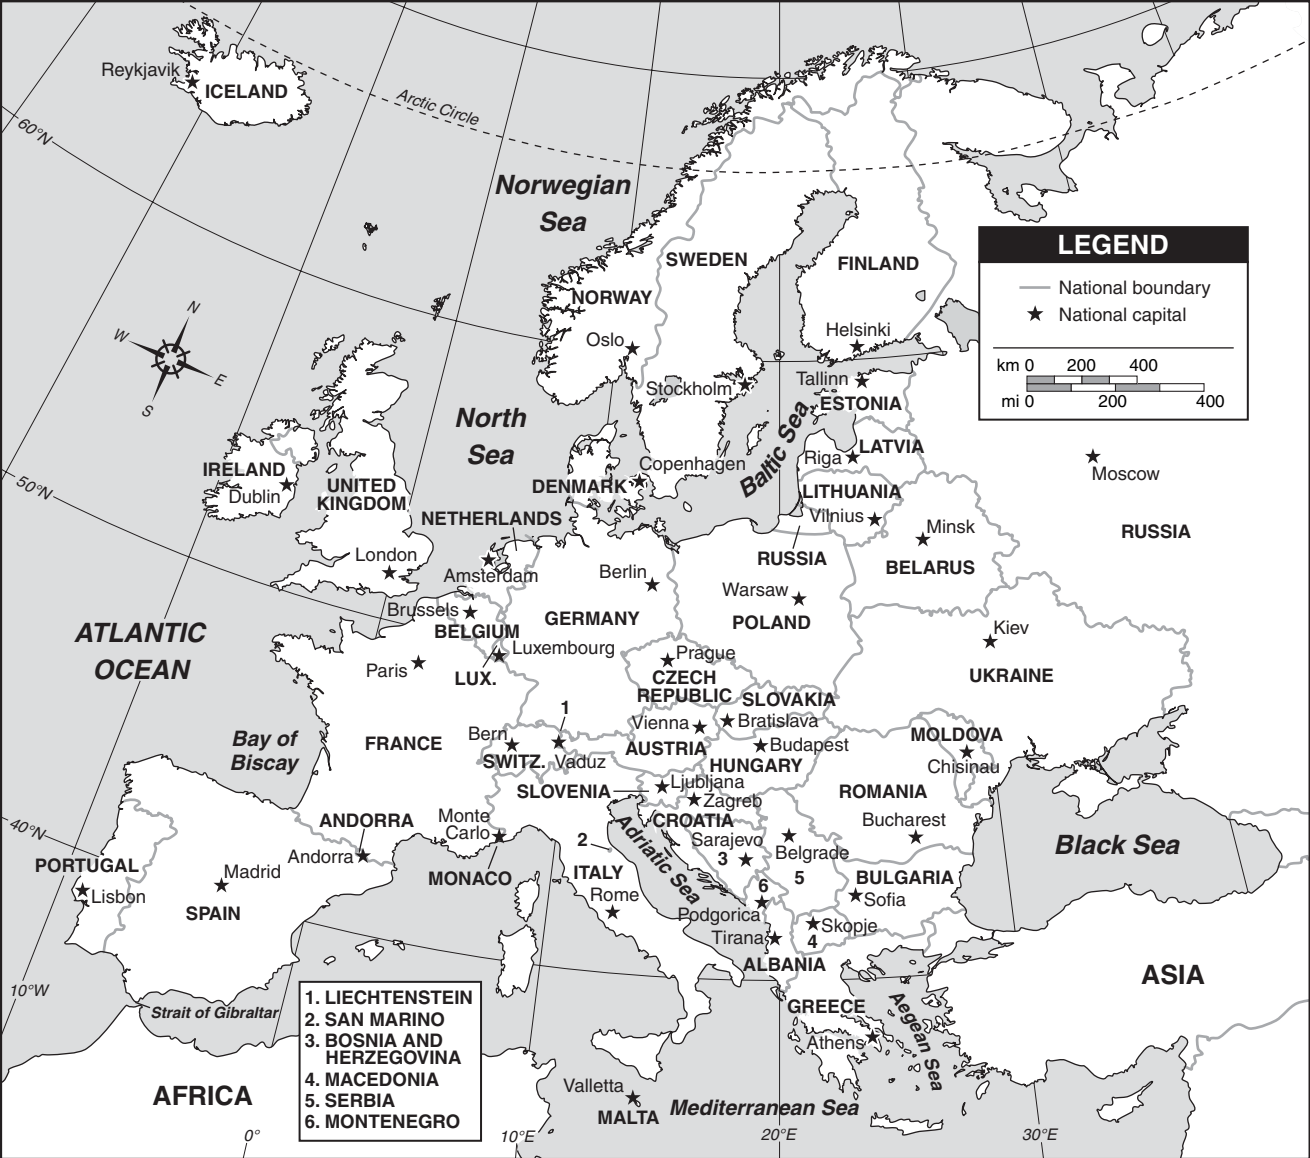 Reykjavik
ICELAND
Arctic Circle
60°N
Norwegian
Sea
SWEDEN
FINLAND
NORWAY
Oslo
Helsinki
Stockholm
Tallinn
ESTONIA
LEGEND
National boundary
National capital
km 0 200 400
mi 0 200 400
N
W
E
S
North
Sea
Baltic Sea
Riga
LATVIA
Copenhagen
DENMARK
LITHUANIA
Vilnius
Moscow
RUSSIA
50°N
IRELAND
Dublin
UNITED
KINGDOM
London
NETHERLANDS
Amsterdam
Minsk
BELARUS
RUSSIA
Berlin
GERMANY
Warsaw
POLAND
Brussels
BELGIUM
Luxembourg
LUX.
Paris
Kiev
UKRAINE
ATLANTIC
OCEAN
Prague
CZECH
REPUBLIC
SLOVAKIA
Bratislava
Vienna
AUSTRIA
1
Bern
SWITZ.
Vaduz
Budapest
HUNGARY
MOLDOVA
Chisinau
Bay of
Biscay
FRANCE
SLOVENIA
Ljubljana
Zagreb
CROATIA
ROMANIA
Bucharest
40°N
ANDORRA
Andorra
Monte
Carlo
MONACO
2
ITALY
Rome
Adriatic Sea
Sarajevo
3
Belgrade
5
6
Podgorica
BULGARIA
Sofia
Black Sea
PORTUGAL
Lisbon
Madrid
SPAIN
Skopje
4
Tirana
ALBANIA
10°W
Strait of Gibraltar
GREECE
Athens
Aegean Sea
ASIA
1. LIECHTENSTEIN
2. SAN MARINO
3. BOSNIA AND
HERZEGOVINA
4. MACEDONIA
5. SERBIA
6. MONTENEGRO
AFRICA
Valletta
MALTA
Mediterranean Sea
0°
10°E
20°E
30°E